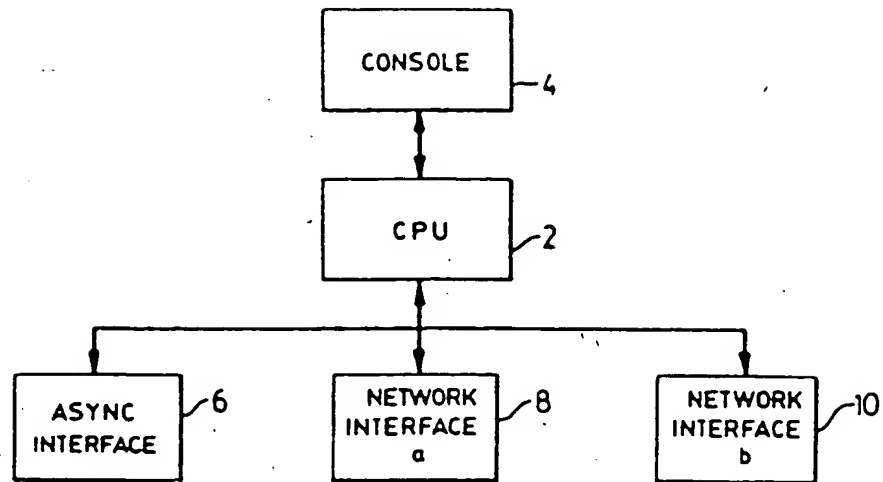 CONSOLE
4
CPU
2
ASYNC
INTERFACE
6
NETWORK
INTERFACE
a
8
NETWORK
INTERFACE
b
10